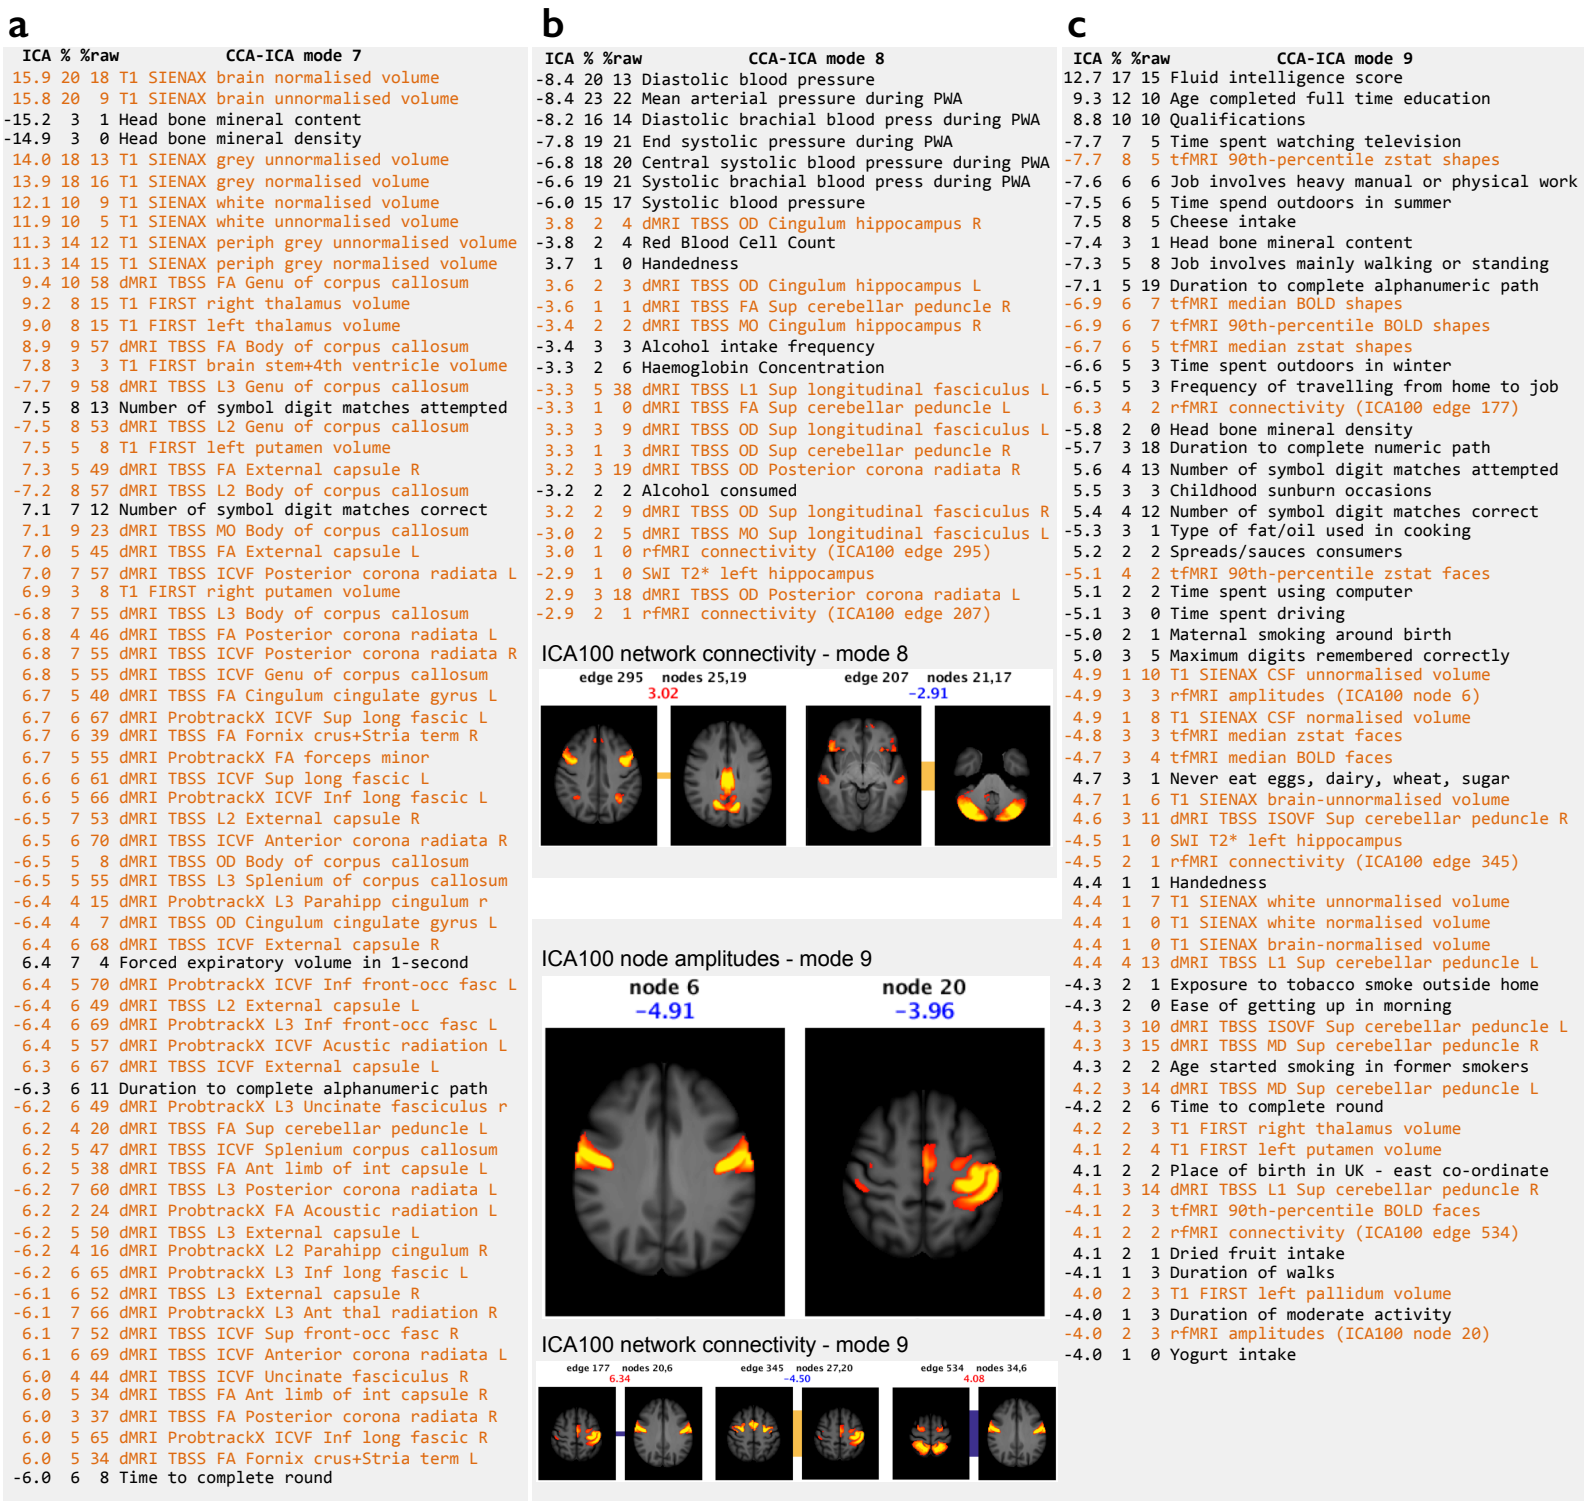 a
ICA % %raw CCA-ICA mode 7
15.9 20 18 T1 SIENAX brain normalised volume
15.8 20 9 T1 SIENAX brain unnormalised volume
-15.2 3 1 Head bone mineral content
-14.9 3 0 Head bone mineral density
14.0 18 13 T1 SIENAX grey unnormalised volume
13.9 18 16 T1 SIENAX grey normalised volume
12.1 10 9 T1 SIENAX white normalised volume
11.9 10 5 T1 SIENAX white unnormalised volume
11.3 14 12 T1 SIENAX periph grey unnormalised volume
11.3 14 15 T1 SIENAX periph grey normalised volume
9.4 10 58 dMRI TBSS FA Genu of corpus callosum
9.2 8 15 T1 FIRST right thalamus volume
9.0 8 15 T1 FIRST left thalamus volume
8.9 9 57 dMRI TBSS FA Body of corpus callosum
7.8 3 3 T1 FIRST brain stem+4th ventricle volume
-7.7 9 58 dMRI TBSS L3 Genu of corpus callosum
7.5 8 13 Number of symbol digit matches attempted
-7.5 8 53 dMRI TBSS L2 Genu of corpus callosum
7.5 5 8 T1 FIRST left putamen volume
7.3 5 49 dMRI TBSS FA External capsule R
-7.2 8 57 dMRI TBSS L2 Body of corpus callosum
7.1 7 12 Number of symbol digit matches correct
7.1 9 23 dMRI TBSS MO Body of corpus callosum
7.0 5 45 dMRI TBSS FA External capsule L
7.0 7 57 dMRI TBSS ICVF Posterior corona radiata L
6.9 3 8 T1 FIRST right putamen volume
-6.8 7 55 dMRI TBSS L3 Body of corpus callosum
6.8 4 46 dMRI TBSS FA Posterior corona radiata L
6.8 7 55 dMRI TBSS ICVF Posterior corona radiata R
6.8 5 55 dMRI TBSS ICVF Genu of corpus callosum
6.7 5 40 dMRI TBSS FA Cingulum cingulate gyrus L
6.7 6 67 dMRI ProbtrackX ICVF Sup long fascic L
6.7 6 39 dMRI TBSS FA Fornix crus+Stria term R
6.7 5 55 dMRI ProbtrackX FA forceps minor
6.6 6 61 dMRI TBSS ICVF Sup long fascic L
6.6 5 66 dMRI ProbtrackX ICVF Inf long fascic L
-6.5 7 53 dMRI TBSS L2 External capsule R
6.5 6 70 dMRI TBSS ICVF Anterior corona radiata R
-6.5 5 8 dMRI TBSS OD Body of corpus callosum
-6.5 5 55 dMRI TBSS L3 Splenium of corpus callosum
-6.4 4 15 dMRI ProbtrackX L3 Parahipp cingulum r
-6.4 4 7 dMRI TBSS OD Cingulum cingulate gyrus L
6.4 6 68 dMRI TBSS ICVF External capsule R
6.4 7 4 Forced expiratory volume in 1-second
6.4 5 70 dMRI ProbtrackX ICVF Inf front-occ fasc L
-6.4 6 49 dMRI TBSS L2 External capsule L
-6.4 6 69 dMRI ProbtrackX L3 Inf front-occ fasc L
6.4 5 57 dMRI ProbtrackX ICVF Acustic radiation L
6.3 6 67 dMRI TBSS ICVF External capsule L
-6.3 6 11 Duration to complete alphanumeric path
-6.2 6 49 dMRI ProbtrackX L3 Uncinate fasciculus r
6.2 4 20 dMRI TBSS FA Sup cerebellar peduncle L
6.2 5 47 dMRI TBSS ICVF Splenium corpus callosum
6.2 5 38 dMRI TBSS FA Ant limb of int capsule L
-6.2 7 60 dMRI TBSS L3 Posterior corona radiata L
6.2 2 24 dMRI ProbtrackX FA Acoustic radiation L
-6.2 5 50 dMRI TBSS L3 External capsule L
-6.2 4 16 dMRI ProbtrackX L2 Parahipp cingulum R
-6.2 6 65 dMRI ProbtrackX L3 Inf long fascic L
-6.1 6 52 dMRI TBSS L3 External capsule R
-6.1 7 66 dMRI ProbtrackX L3 Ant thal radiation R
6.1 7 52 dMRI TBSS ICVF Sup front-occ fasc R
6.1 6 69 dMRI TBSS ICVF Anterior corona radiata L
6.0 4 44 dMRI TBSS ICVF Uncinate fasciculus R
6.0 5 34 dMRI TBSS FA Ant limb of int capsule R
6.0 3 37 dMRI TBSS FA Posterior corona radiata R
6.0 5 65 dMRI ProbtrackX ICVF Inf long fascic R
6.0 5 34 dMRI TBSS FA Fornix crus+Stria term L
-6.0 6 8 Time to complete round
b
ICA % %raw CCA-ICA mode 8
-8.4 20 13 Diastolic blood pressure
-8.4 23 22 Mean arterial pressure during PWA
-8.2 16 14 Diastolic brachial blood press during PWA
-7.8 19 21 End systolic pressure during PWA
-6.8 18 20 Central systolic blood pressure during PWA
-6.6 19 21 Systolic brachial blood press during PWA
-6.0 15 17 Systolic blood pressure
3.8 2 4 dMRI TBSS OD Cingulum hippocampus R
-3.8 2 4 Red Blood Cell Count
3.7 1 0 Handedness
3.6 2 3 dMRI TBSS OD Cingulum hippocampus L
-3.6 1 1 dMRI TBSS FA Sup cerebellar peduncle R
-3.4 2 2 dMRI TBSS MO Cingulum hippocampus R
-3.4 3 3 Alcohol intake frequency
-3.3 2 6 Haemoglobin Concentration
-3.3 5 38 dMRI TBSS L1 Sup longitudinal fasciculus L
-3.3 1 0 dMRI TBSS FA Sup cerebellar peduncle L
3.3 3 9 dMRI TBSS OD Sup longitudinal fasciculus L
3.3 1 3 dMRI TBSS OD Sup cerebellar peduncle R
3.2 3 19 dMRI TBSS OD Posterior corona radiata R
-3.2 2 2 Alcohol consumed
3.2 2 9 dMRI TBSS OD Sup longitudinal fasciculus R
-3.0 2 5 dMRI TBSS MO Sup longitudinal fasciculus L
3.0 1 0 rfMRI connectivity (ICA100 edge 295)
-2.9 1 0 SWI T2* left hippocampus
2.9 3 18 dMRI TBSS OD Posterior corona radiata L
-2.9 2 1 rfMRI connectivity (ICA100 edge 207)
ICA100 network connectivity - mode 8
edge 295 nodes 25,19
3.02
edge 207 nodes 21,17
-2.91
ICA100 node amplitudes - mode 9
node 6
-4.91
node 20
-3.96
ICA100 network connectivity - mode 9
edge 177 nodes 20,6
6.34
edge 345 nodes 27,20
-4.50
edge 534 nodes 34,6
4.08
c
ICA % %raw CCA-ICA mode 9
12.7 17 15 Fluid intelligence score
9.3 12 10 Age completed full time education
8.8 10 10 Qualifications
-7.7 7 5 Time spent watching television
-7.7 8 5 tfMRI 90th-percentile zstat shapes
-7.6 6 6 Job involves heavy manual or physical work
-7.5 6 5 Time spend outdoors in summer
7.5 8 5 Cheese intake
-7.4 3 1 Head bone mineral content
-7.3 5 8 Job involves mainly walking or standing
-7.1 5 19 Duration to complete alphanumeric path
-6.9 6 7 tfMRI median BOLD shapes
-6.9 6 7 tfMRI 90th-percentile BOLD shapes
-6.7 6 5 tfMRI median zstat shapes
-6.6 5 3 Time spent outdoors in winter
-6.5 5 3 Frequency of travelling from home to job
6.3 4 2 rfMRI connectivity (ICA100 edge 177)
-5.8 2 0 Head bone mineral density
-5.7 3 18 Duration to complete numeric path
5.6 4 13 Number of symbol digit matches attempted
5.5 3 3 Childhood sunburn occasions
5.4 4 12 Number of symbol digit matches correct
-5.3 3 1 Type of fat/oil used in cooking
5.2 2 2 Spreads/sauces consumers
-5.1 4 2 tfMRI 90th-percentile zstat faces
5.1 2 2 Time spent using computer
-5.1 3 0 Time spent driving
-5.0 2 1 Maternal smoking around birth
5.0 3 5 Maximum digits remembered correctly
4.9 1 10 T1 SIENAX CSF unnormalised volume
-4.9 3 3 rfMRI amplitudes (ICA100 node 6)
4.9 1 8 T1 SIENAX CSF normalised volume
-4.8 3 3 tfMRI median zstat faces
-4.7 3 4 tfMRI median BOLD faces
4.7 3 1 Never eat eggs, dairy, wheat, sugar
4.7 1 6 T1 SIENAX brain-unnormalised volume
4.6 3 11 dMRI TBSS ISOVF Sup cerebellar peduncle R
-4.5 1 0 SWI T2* left hippocampus
-4.5 2 1 rfMRI connectivity (ICA100 edge 345)
4.4 1 1 Handedness
4.4 1 7 T1 SIENAX white unnormalised volume
4.4 1 0 T1 SIENAX white normalised volume
4.4 1 0 T1 SIENAX brain-normalised volume
4.4 4 13 dMRI TBSS L1 Sup cerebellar peduncle L
-4.3 2 1 Exposure to tobacco smoke outside home
-4.3 2 0 Ease of getting up in morning
4.3 3 10 dMRI TBSS ISOVF Sup cerebellar peduncle L
4.3 3 15 dMRI TBSS MD Sup cerebellar peduncle R
4.3 2 2 Age started smoking in former smokers
4.2 3 14 dMRI TBSS MD Sup cerebellar peduncle L
-4.2 2 6 Time to complete round
4.2 2 3 T1 FIRST right thalamus volume
4.1 2 4 T1 FIRST left putamen volume
4.1 2 2 Place of birth in UK - east co-ordinate
4.1 3 14 dMRI TBSS L1 Sup cerebellar peduncle R
-4.1 2 3 tfMRI 90th-percentile BOLD faces
4.1 2 2 rfMRI connectivity (ICA100 edge 534)
4.1 2 1 Dried fruit intake
-4.1 1 3 Duration of walks
4.0 2 3 T1 FIRST left pallidum volume
-4.0 1 3 Duration of moderate activity
-4.0 2 3 rfMRI amplitudes (ICA100 node 20)
-4.0 1 0 Yogurt intake